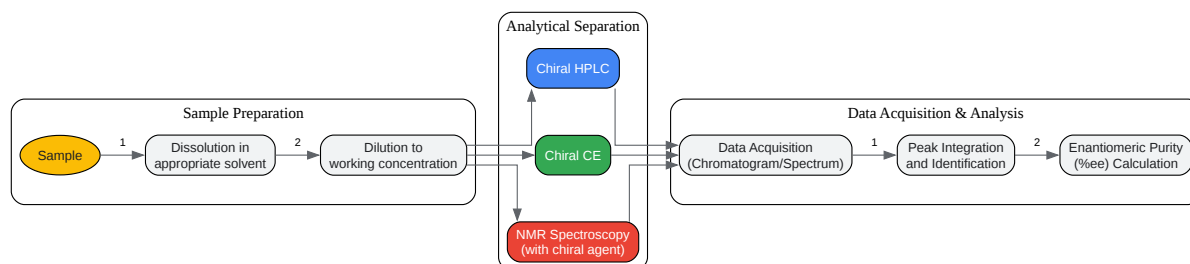 Sample Preparation
Sample
1
Dissolution in
appropriate solvent
2
Dilution to
working concentration
Analytical Separation
Chiral HPLC
Chiral CE
NMR Spectroscopy
(with chiral agent)
Data Acquisition & Analysis
Data Acquisition
(Chromatogram/Spectrum)
1
Peak Integration
and Identification
2
Enantiomeric Purity
(%ee) Calculation